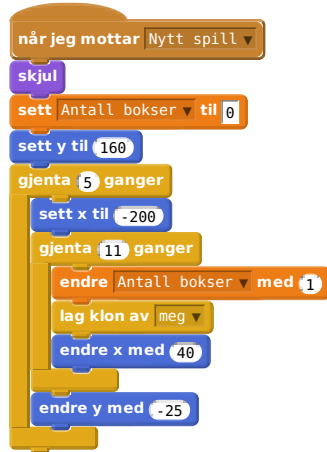 når jeg mottar Nytt spill
skjul
sett Antall bokser til 0
sett y til 160
gjenta 5 ganger
sett x til -200
gjenta 11 ganger
endre Antall bokser med 1
lag klon av meg
endre x med 40
endre y med -25